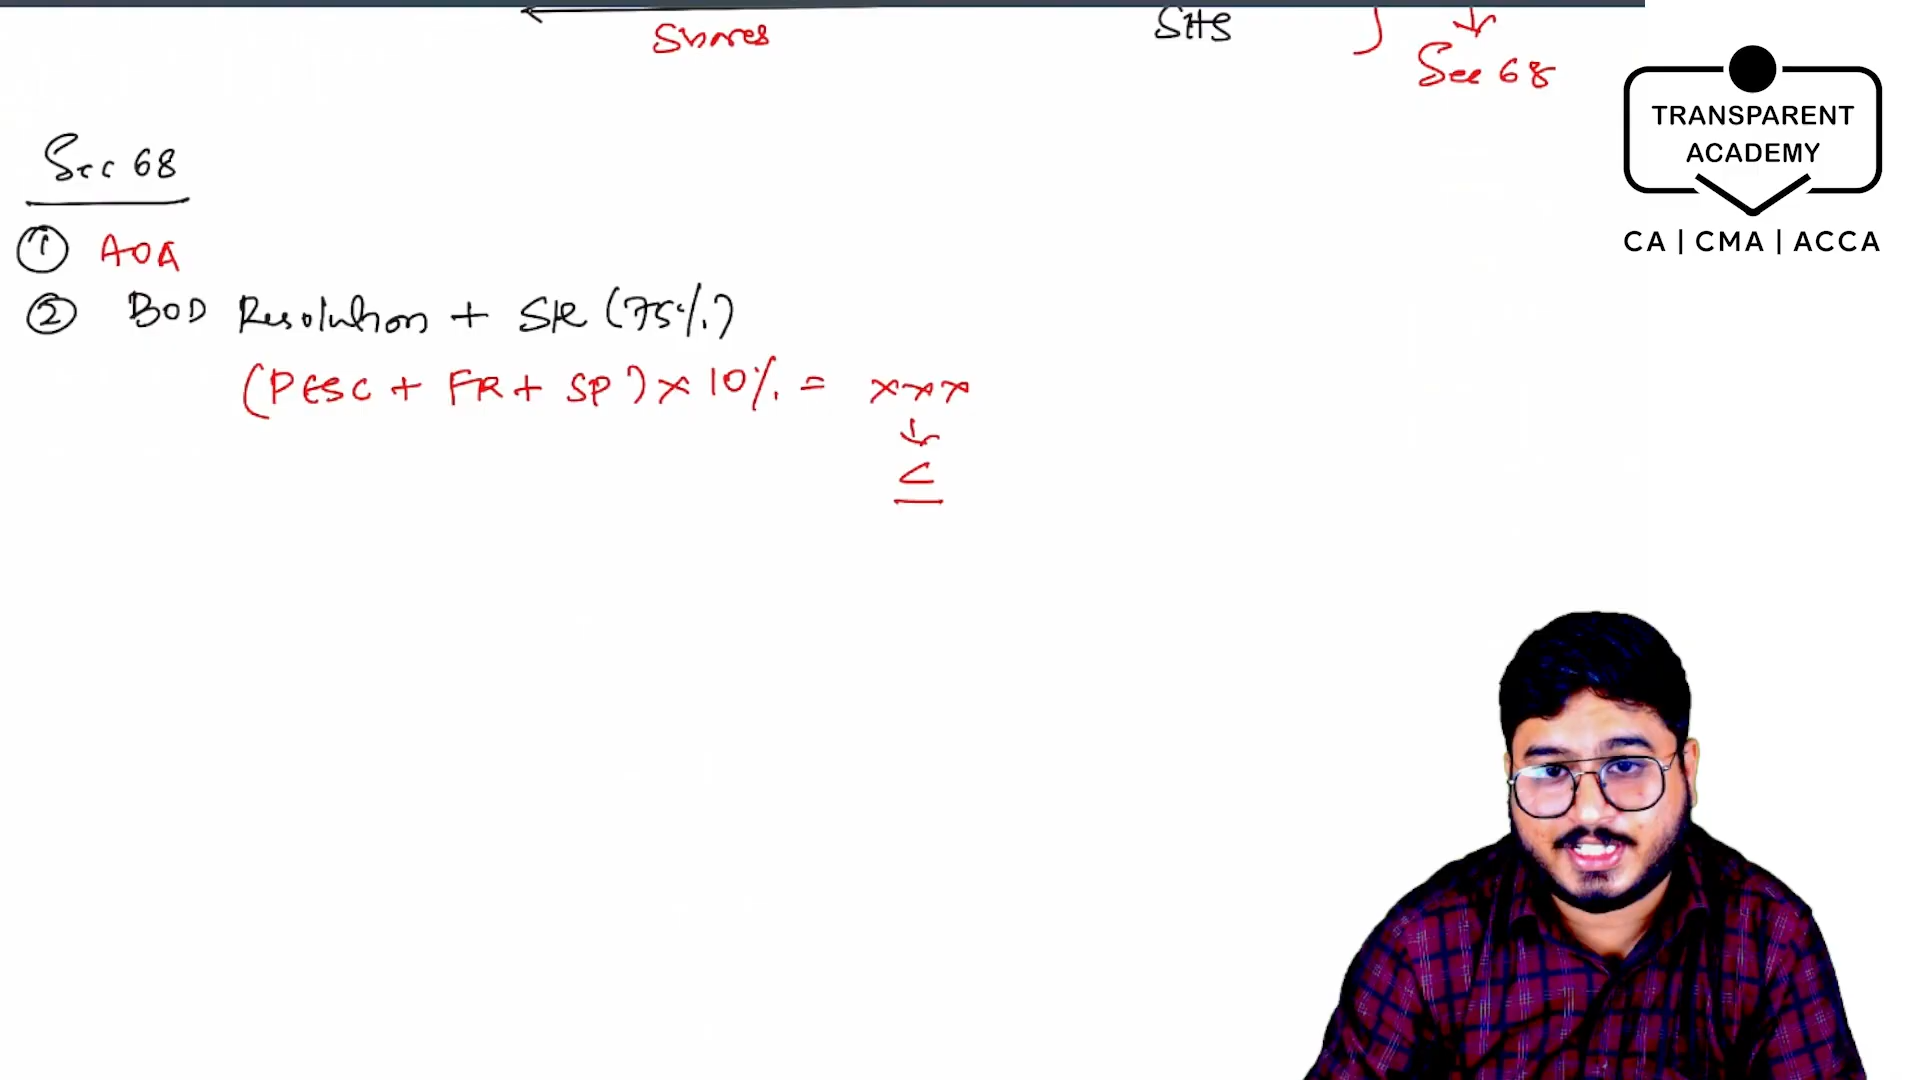 Shares
SHS
Sec 68
TRANSPARENT
ACADEMY
CA | CMA | ACCA
Sec 68
① AOA
② BOD Resolution + SR (75%)
(PESC + FR + SP) × 10% = xxx
<